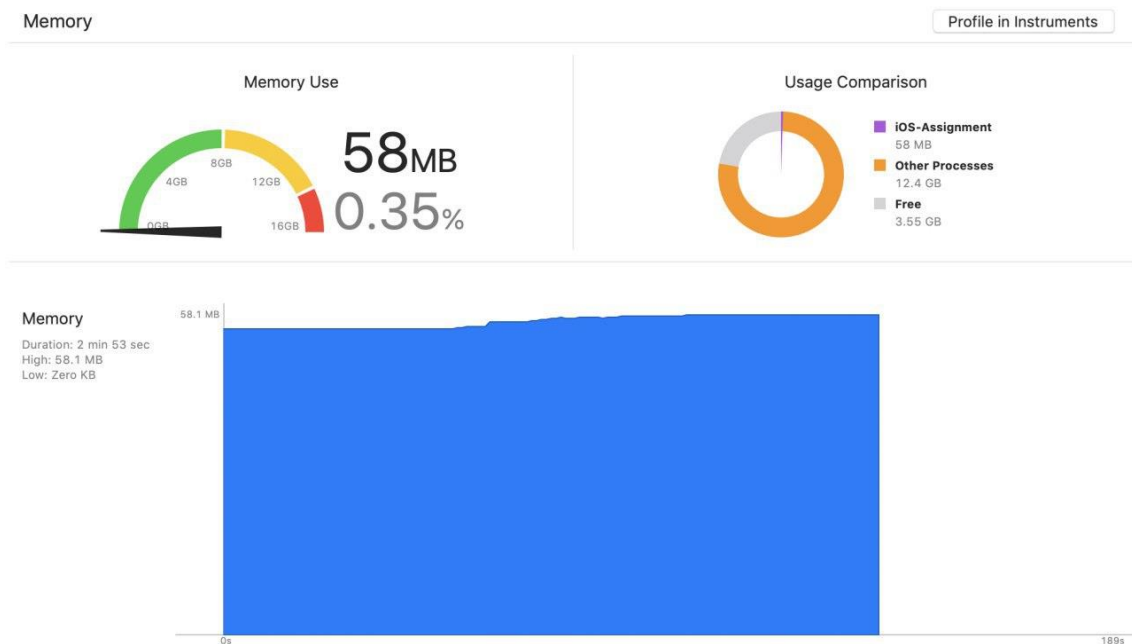 Memory
Profile in Instruments
Memory Use
0GB
4GB
8GB
12GB
16GB
58MB
0.35%
Usage Comparison
iOS-Assignment
58 MB
Other Processes
12.4 GB
Free
3.55 GB
Memory
Duration: 2 min 53 sec
High: 58.1 MB
Low: Zero KB
58.1 MB
0s
189s